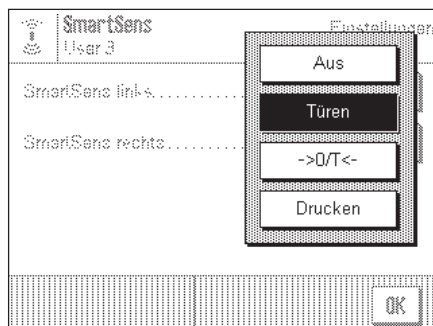 SmartSens
Einstellungen
User 3
SmartSens links
SmartSens rechts
Aus
Türen
->0/T<-
Drucken
OK